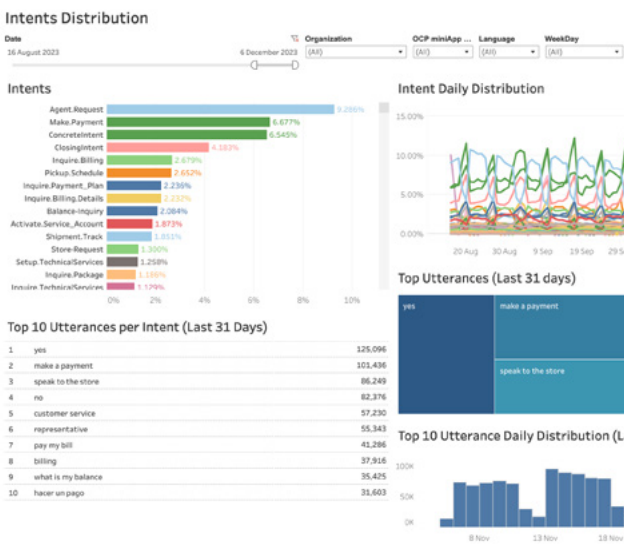 Intents Distribution
Date
16 August 2023
6 December 2023
Organization
(All)
OCP miniApp ...
(All)
Language
(All)
WeekDay
(All)
Intents
Agent.Request 9.286%
Make.Payment 6.677%
ConcreteIntent 6.545%
ClosingIntent 4.183%
Inquire.Billing 2.679%
Pickup.Schedule 2.652%
Inquire.Payment_Plan 2.236%
Inquire.Billing.Details 2.232%
Balance-Inquiry 2.084%
Activate.Service_Account 1.873%
Shipment.Track
Store-Request 1.300%
Setup.TechnicalServices 1.258%
Inquire.Package 1.186%
Inquire.TechnicalServices 1.129%
0% 2% 4% 6% 8% 10%
Intent Daily Distribution
15.00%
10.00%
5.00%
0.00%
20 Aug 30 Aug 9 Sep 19 Sep 29 S
Top 10 Utterances per Intent (Last 31 Days)
1 yes 125,096
2 make a payment 101,436
3 speak to the store 86,249
4 no 82,376
5 customer service 57,230
6 representative 55,343
7 pay my bill 41,286
8 billing 37,916
9 what is my balance 35,425
10 hacer un pago 31,603
Top Utterances (Last 31 days)
yes
make a payment
speak to the store
Top 10 Utterance Daily Distribution (L
100K
50K
0K
8 Nov 13 Nov 18 Nov